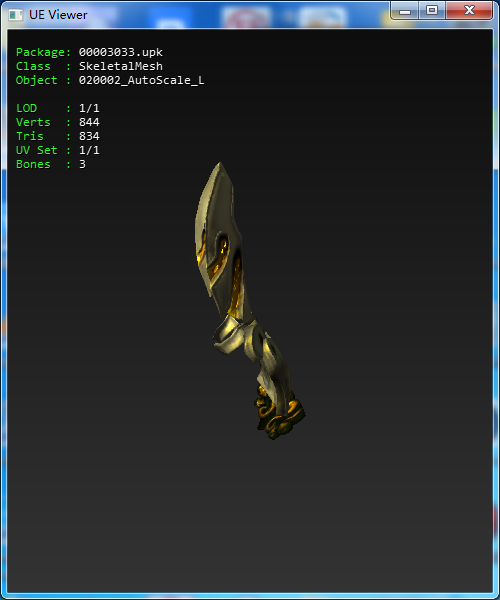 UE Viewer
Package: 00003033.upk
Class : SkeletalMesh
Object : 020002_AutoScale_L
LOD : 1/1
Verts : 844
Tris : 834
UV Set : 1/1
Bones : 3